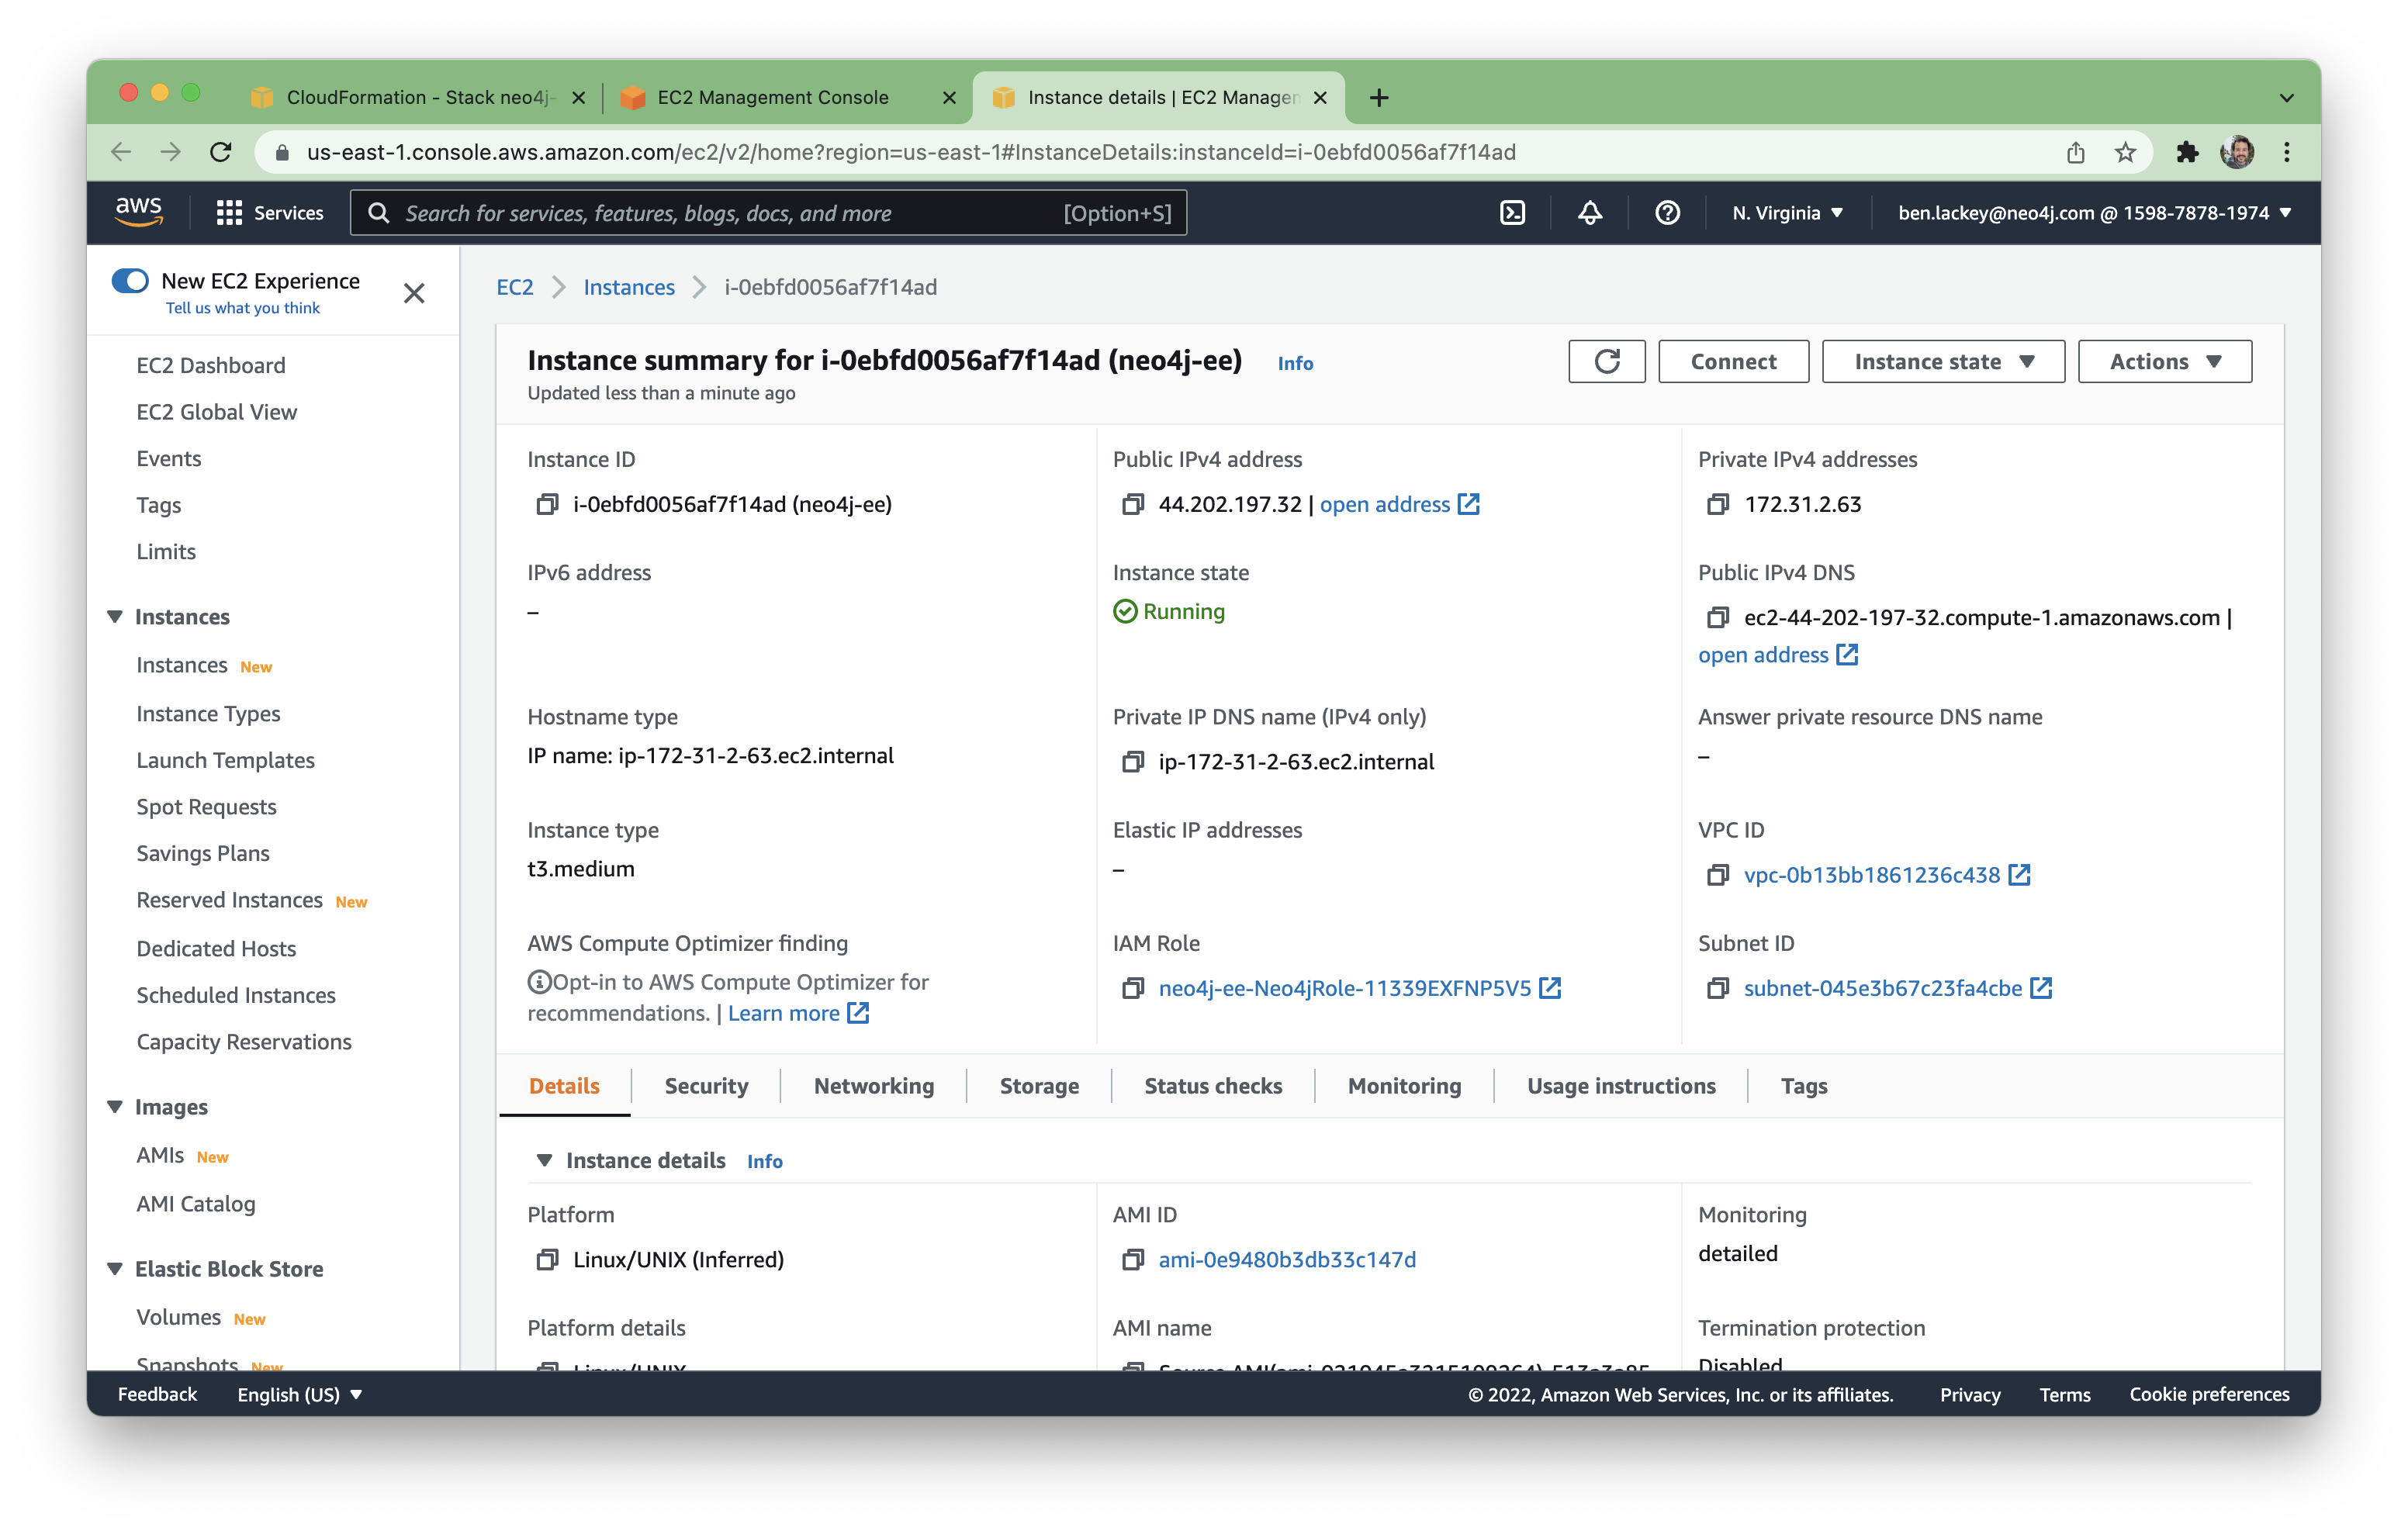 CloudFormation - Stack neo4j-
EC2 Management Console
Instance details | EC2 Manager
us-east-1.console.aws.amazon.com/ec2/v2/home?region=us-east-1#InstanceDetails:instanceId=i-0ebfd0056af7f14ad
aws
Services
Search for services, features, blogs, docs, and more
[Option+S]
N. Virginia
ben.lackey@neo4j.com @ 1598-7878-1974
New EC2 Experience
Tell us what you think
EC2 Dashboard
EC2 Global View
Events
Tags
Limits
Instances
Instances New
Instance Types
Launch Templates
Spot Requests
Savings Plans
Reserved Instances New
Dedicated Hosts
Scheduled Instances
Capacity Reservations
Images
AMIs New
AMI Catalog
Elastic Block Store
Volumes New
Snapshots New
EC2 > Instances > i-0ebfd0056af7f14ad
Instance summary for i-0ebfd0056af7f14ad (neo4j-ee) Info
Updated less than a minute ago
Connect
Instance state
Actions
Instance ID
i-0ebfd0056af7f14ad (neo4j-ee)
Public IPv4 address
44.202.197.32 | open address
Private IPv4 addresses
172.31.2.63
IPv6 address
–
Instance state
Running
Public IPv4 DNS
ec2-44-202-197-32.compute-1.amazonaws.com |
open address
Hostname type
IP name: ip-172-31-2-63.ec2.internal
Private IP DNS name (IPv4 only)
ip-172-31-2-63.ec2.internal
Answer private resource DNS name
–
Instance type
t3.medium
Elastic IP addresses
–
VPC ID
vpc-0b13bb1861236c438
AWS Compute Optimizer finding
Opt-in to AWS Compute Optimizer for
recommendations. | Learn more
IAM Role
neo4j-ee-Neo4jRole-11339EXFNP5V5
Subnet ID
subnet-045e3b67c23fa4cbe
Details
Security
Networking
Storage
Status checks
Monitoring
Usage instructions
Tags
Instance details Info
Platform
Linux/UNIX (Inferred)
AMI ID
ami-0e9480b3db33c147d
Monitoring
detailed
Platform details
Linux/UNIX
AMI name
Termination protection
Disabled
Feedback
English (US)
© 2022, Amazon Web Services, Inc. or its affiliates.
Privacy
Terms
Cookie preferences